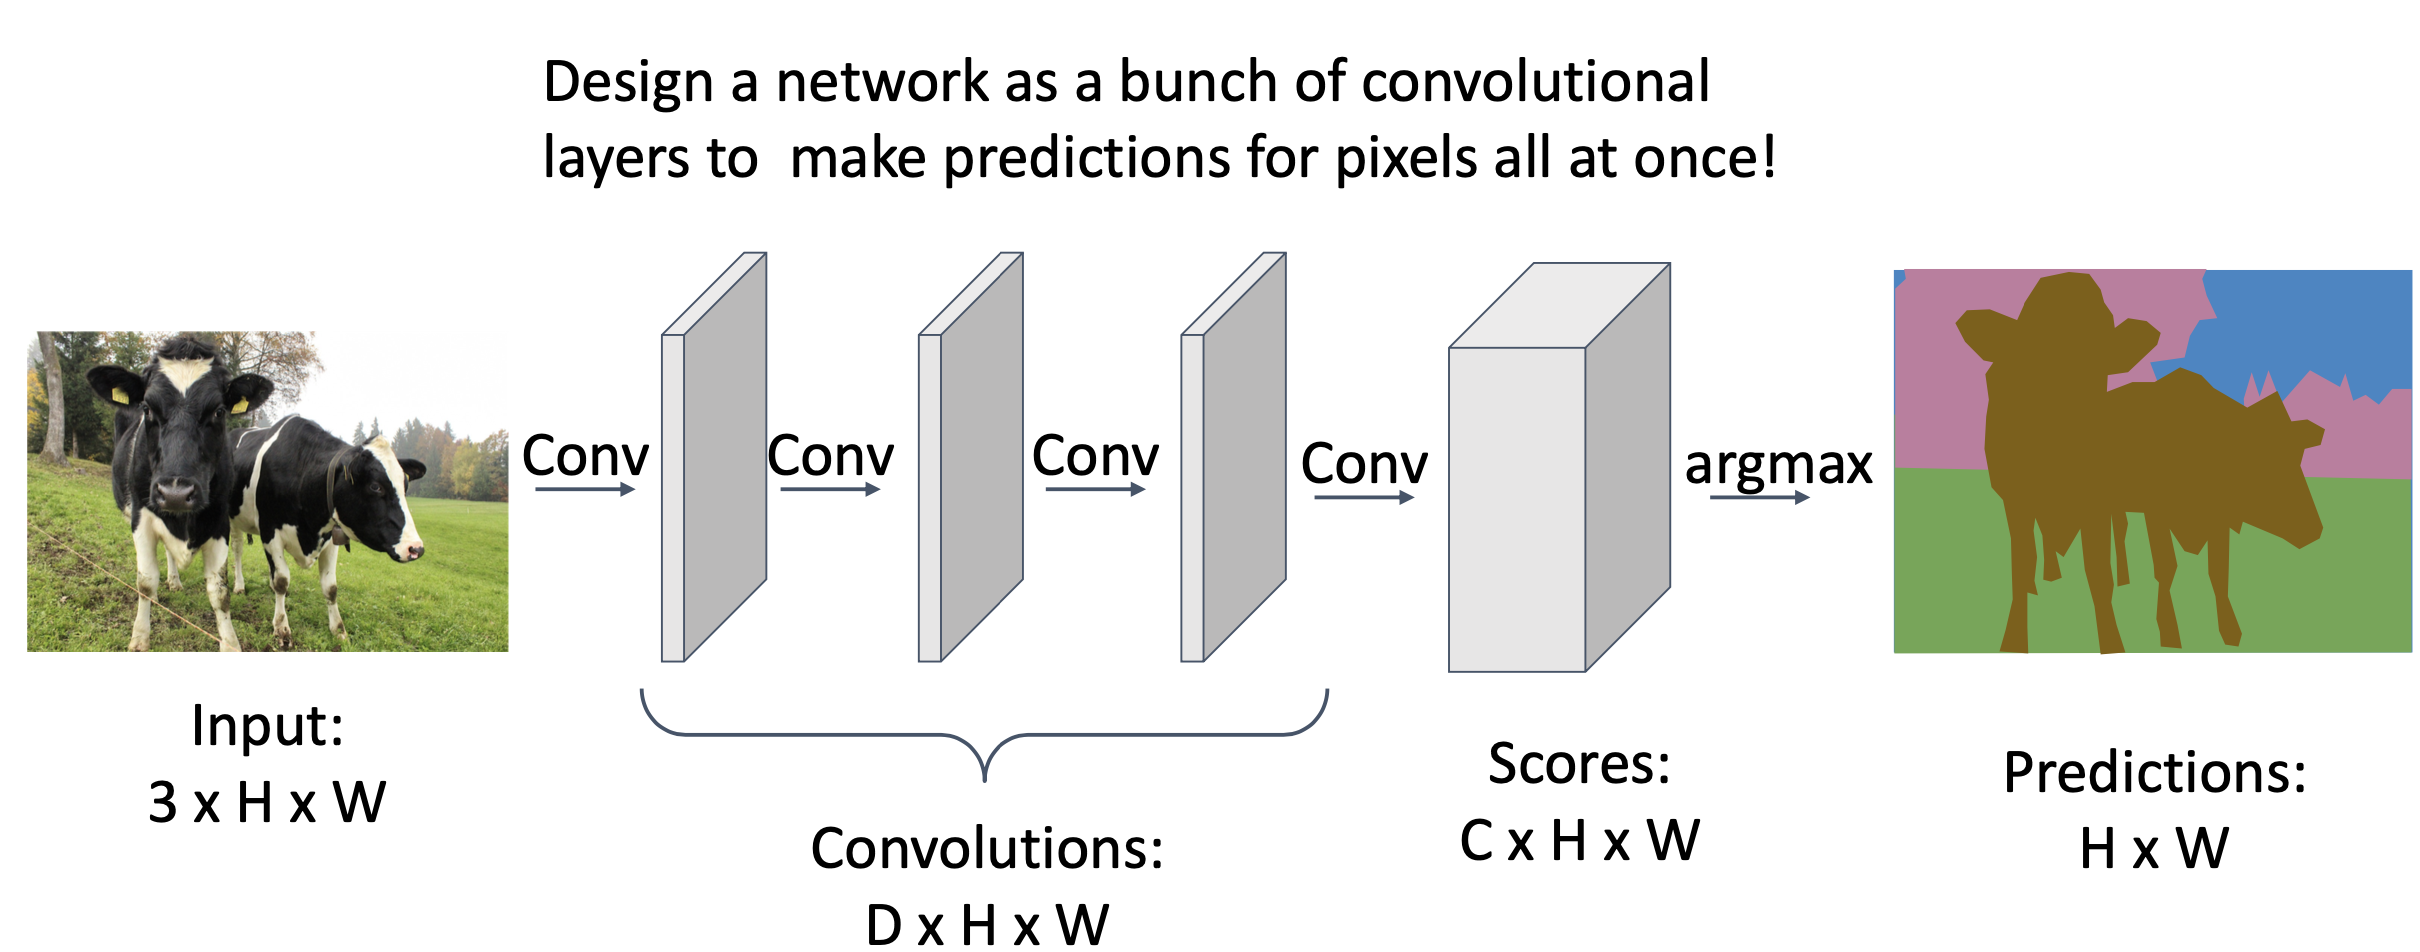 Design a network as a bunch of convolutional
layers to  make predictions for pixels all at once!
Conv
Conv
Conv
Conv
argmax
Input:
3 x H x W
Convolutions:
D x H x W
Scores:
C x H x W
Predictions:
H x W